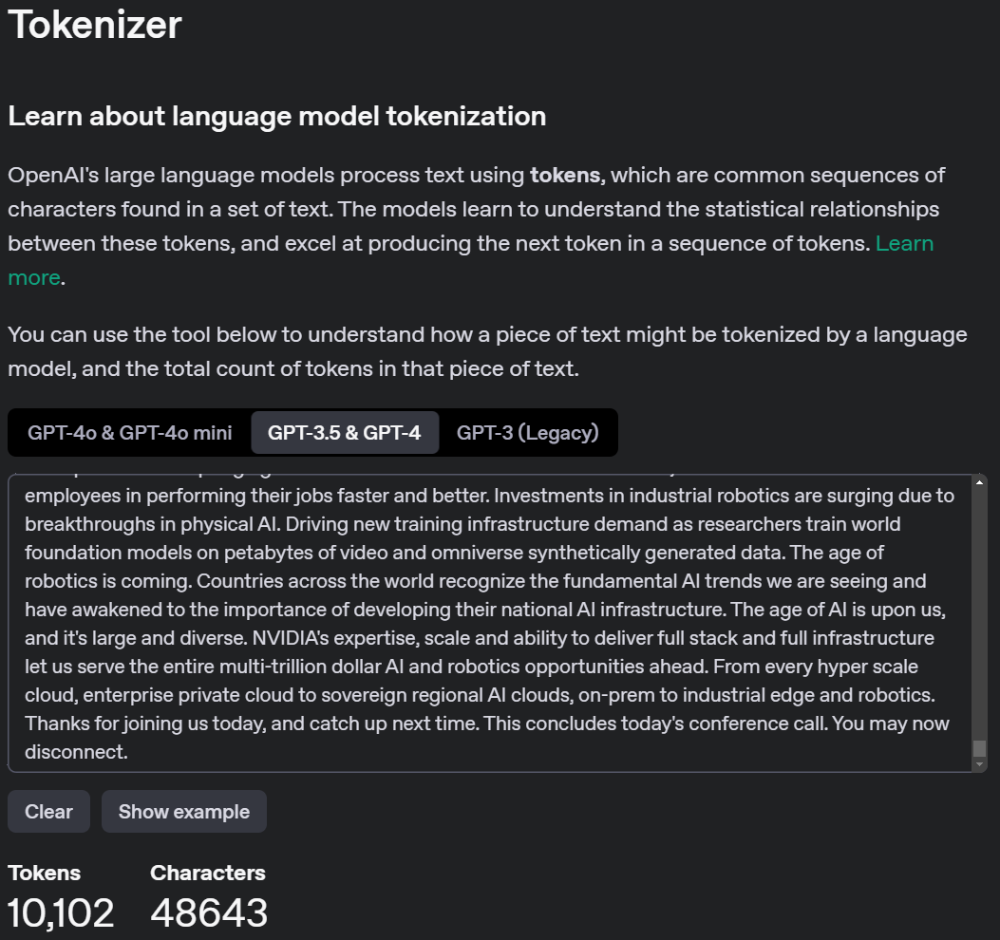 Tokenizer
Learn about language model tokenization
OpenAI's large language models process text using tokens, which are common sequences of
characters found in a set of text. The models learn to understand the statistical relationships
between these tokens, and excel at producing the next token in a sequence of tokens. Learn
more.
You can use the tool below to understand how a piece of text might be tokenized by a language
model, and the total count of tokens in that piece of text.
GPT-4o & GPT-4o mini GPT-3.5 & GPT-4 GPT-3 (Legacy)
employees in performing their jobs faster and better. Investments in industrial robotics are surging due to
breakthroughs in physical AI. Driving new training infrastructure demand as researchers train world
foundation models on petabytes of video and omniverse synthetically generated data. The age of
robotics is coming. Countries across the world recognize the fundamental AI trends we are seeing and
have awakened to the importance of developing their national AI infrastructure. The age of AI is upon us,
and it's large and diverse. NVIDIA's expertise, scale and ability to deliver full stack and full infrastructure
let us serve the entire multi-trillion dollar AI and robotics opportunities ahead. From every hyper scale
cloud, enterprise private cloud to sovereign regional AI clouds, on-prem to industrial edge and robotics.
Thanks for joining us today, and catch up next time. This concludes today's conference call. You may now
disconnect.
Clear Show example
Tokens Characters
10,102 48643